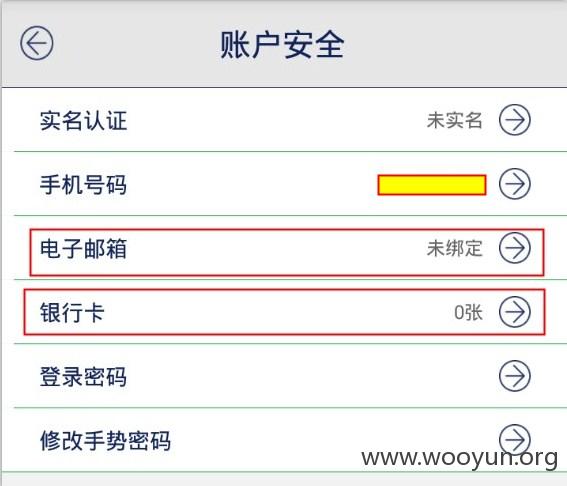 账户安全
实名认证 未实名
手机号码
电子邮箱 未绑定
银行卡 0张
登录密码
修改手势密码
www.wooyun.org